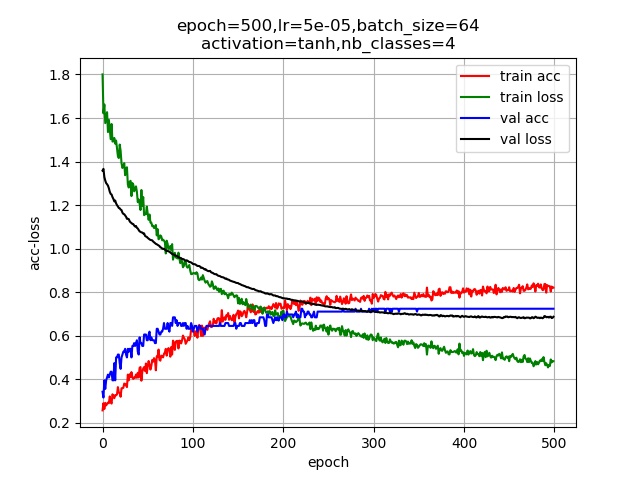 epoch=500,lr=5e-05,batch_size=64
activation=tanh,nb_classes=4
train acc
train loss
val acc
val loss
1.8
1.6
1.4
1.2
1.0
0.8
0.6
0.4
0.2
acc-loss
0 100 200 300 400 500
epoch